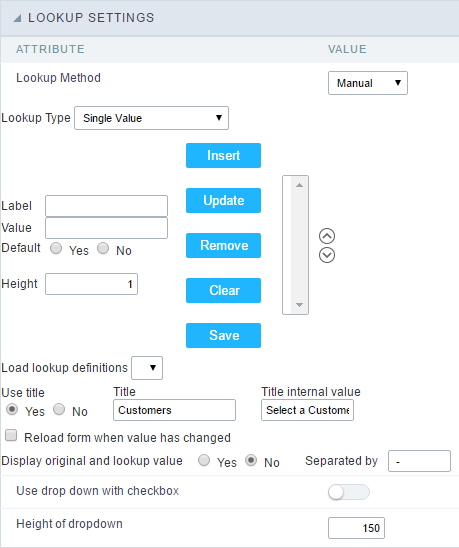 LOOKUP SETTINGS
ATTRIBUTE VALUE
Lookup Method Manual
Lookup Type Single Value
Insert
Label
Update
Value
Default Yes No
Remove
Height 1
Clear
Save
Load lookup definitions
Use title Title Title internal value
Yes No Customers Select a Custome
Reload form when value has changed
Display original and lookup value Yes No Separated by -
Use drop down with checkbox
Height of dropdown 150